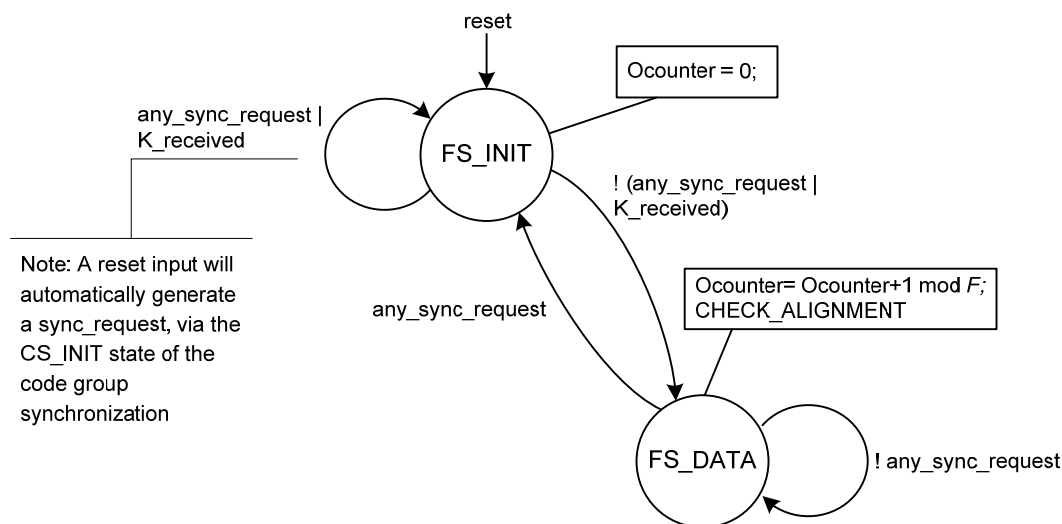 reset
Ocounter = 0;
any_sync_request |
K_received
FS_INIT
! (any_sync_request |
K_received)
Note: A reset input will
automatically generate
a sync_request, via the
CS_INIT state of the
code group
synchronization
any_sync_request
Ocounter= Ocounter+1 mod F;
CHECK_ALIGNMENT
FS_DATA
! any_sync_request